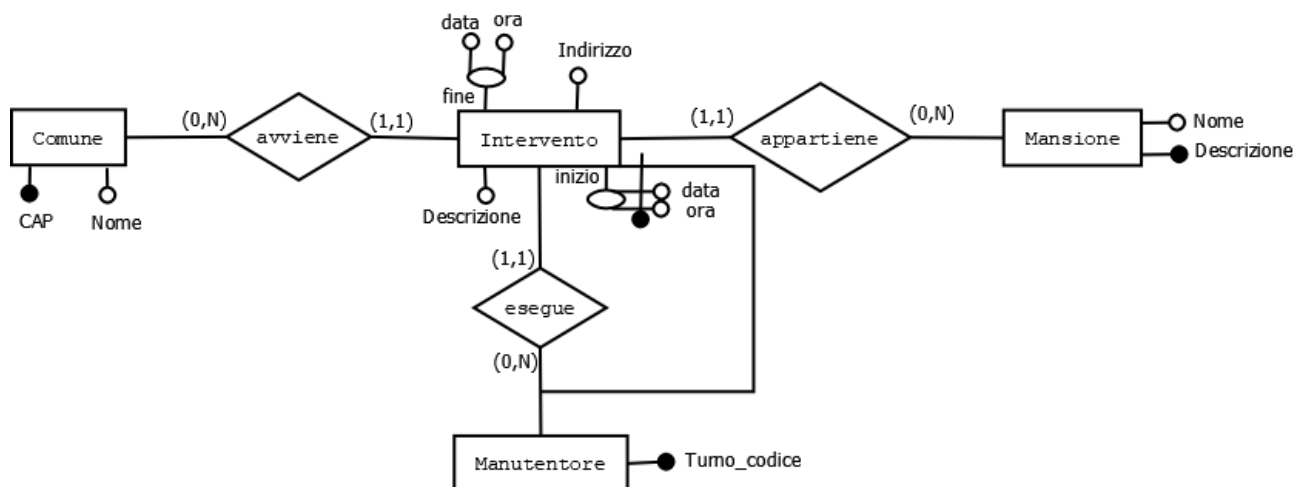 data ora
Indirizzo
fine
(0,N)
(1,1)
(1,1)
(0,N)
Comune
avviene
Intervento
appartiene
Mansione
Nome
Descrizione
inizio
data
ora
CAP
Nome
Descrizione
(1,1)
esegue
(0,N)
Manutentore
Turno_codice